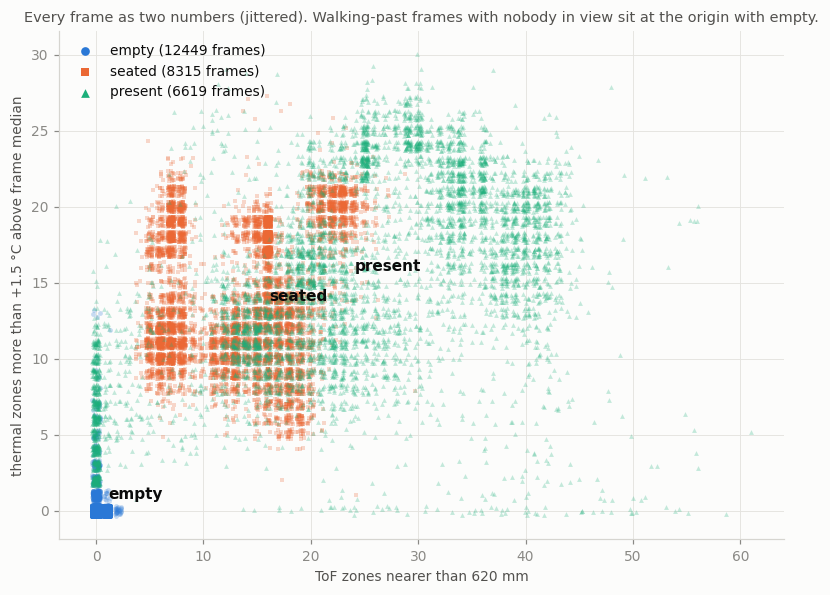 Every frame as two numbers (jittered). Walking-past frames with nobody in view sit at the origin with empty.
empty (12449 frames)
seated (8315 frames)
present (6619 frames)
thermal zones more than +1.5 °C above frame median
30
25
20
15
10
5
0
present
seated
empty
0 10 20 30 40 50 60
ToF zones nearer than 620 mm